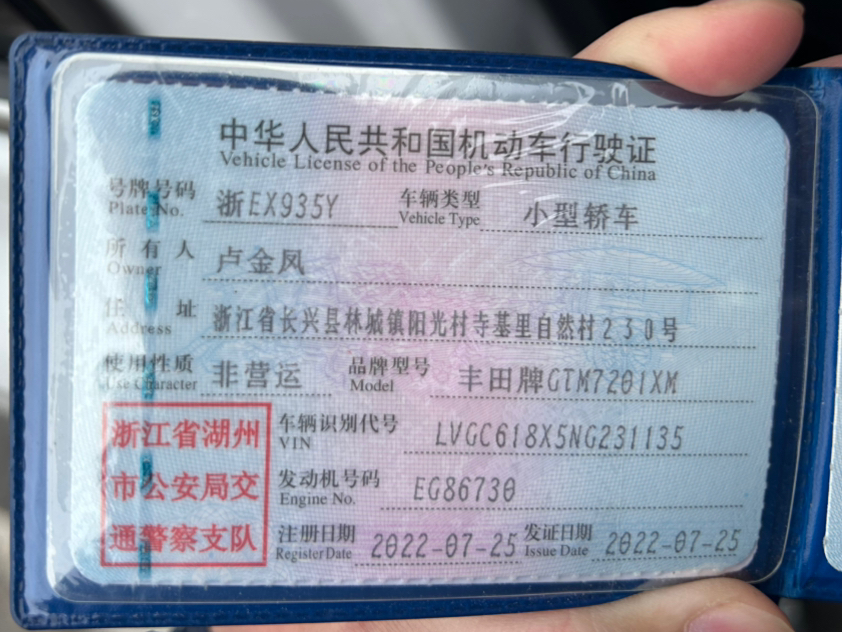 中华人民共和国机动车行驶证
Vehicle License of the People's Republic of China
号牌号码 浙EX935Y 车辆类型 小型轿车
Plate No. Vehicle Type
所有人 卢金凤
Owner
住址 浙江省长兴县林城镇阳光村寺基里自然村230号
Address
使用性质 非营运 品牌型号 丰田牌GTM7201XM
Use Character Model
浙江省湖州
市公安局交
通警察支队
车辆识别代号 LVGC618X5NG231135
VIN
发动机号码 EG86730
Engine No.
注册日期 2022-07-25 发证日期 2022-07-25
Register Date Issue Date